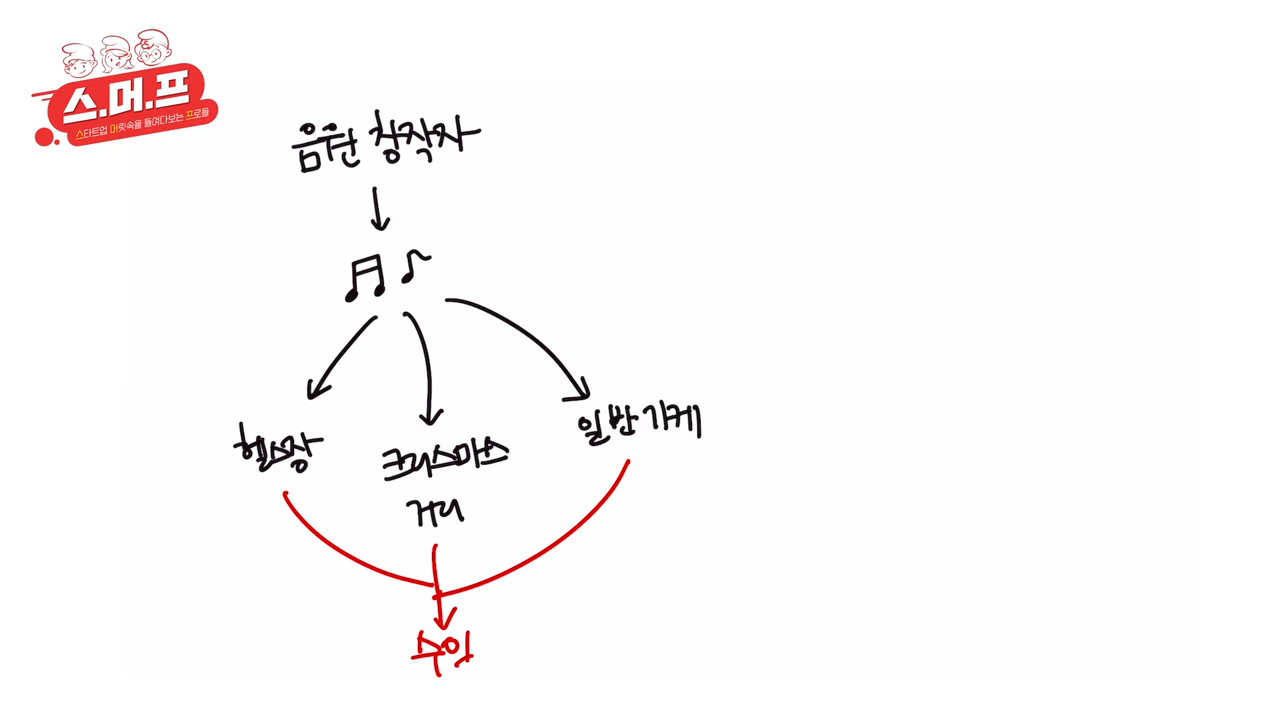 스.머.프
스타트업 머릿속을 들여다보는 프로들
음원 창작자
헬스장
크리스마스
거리
일반 가게
수익